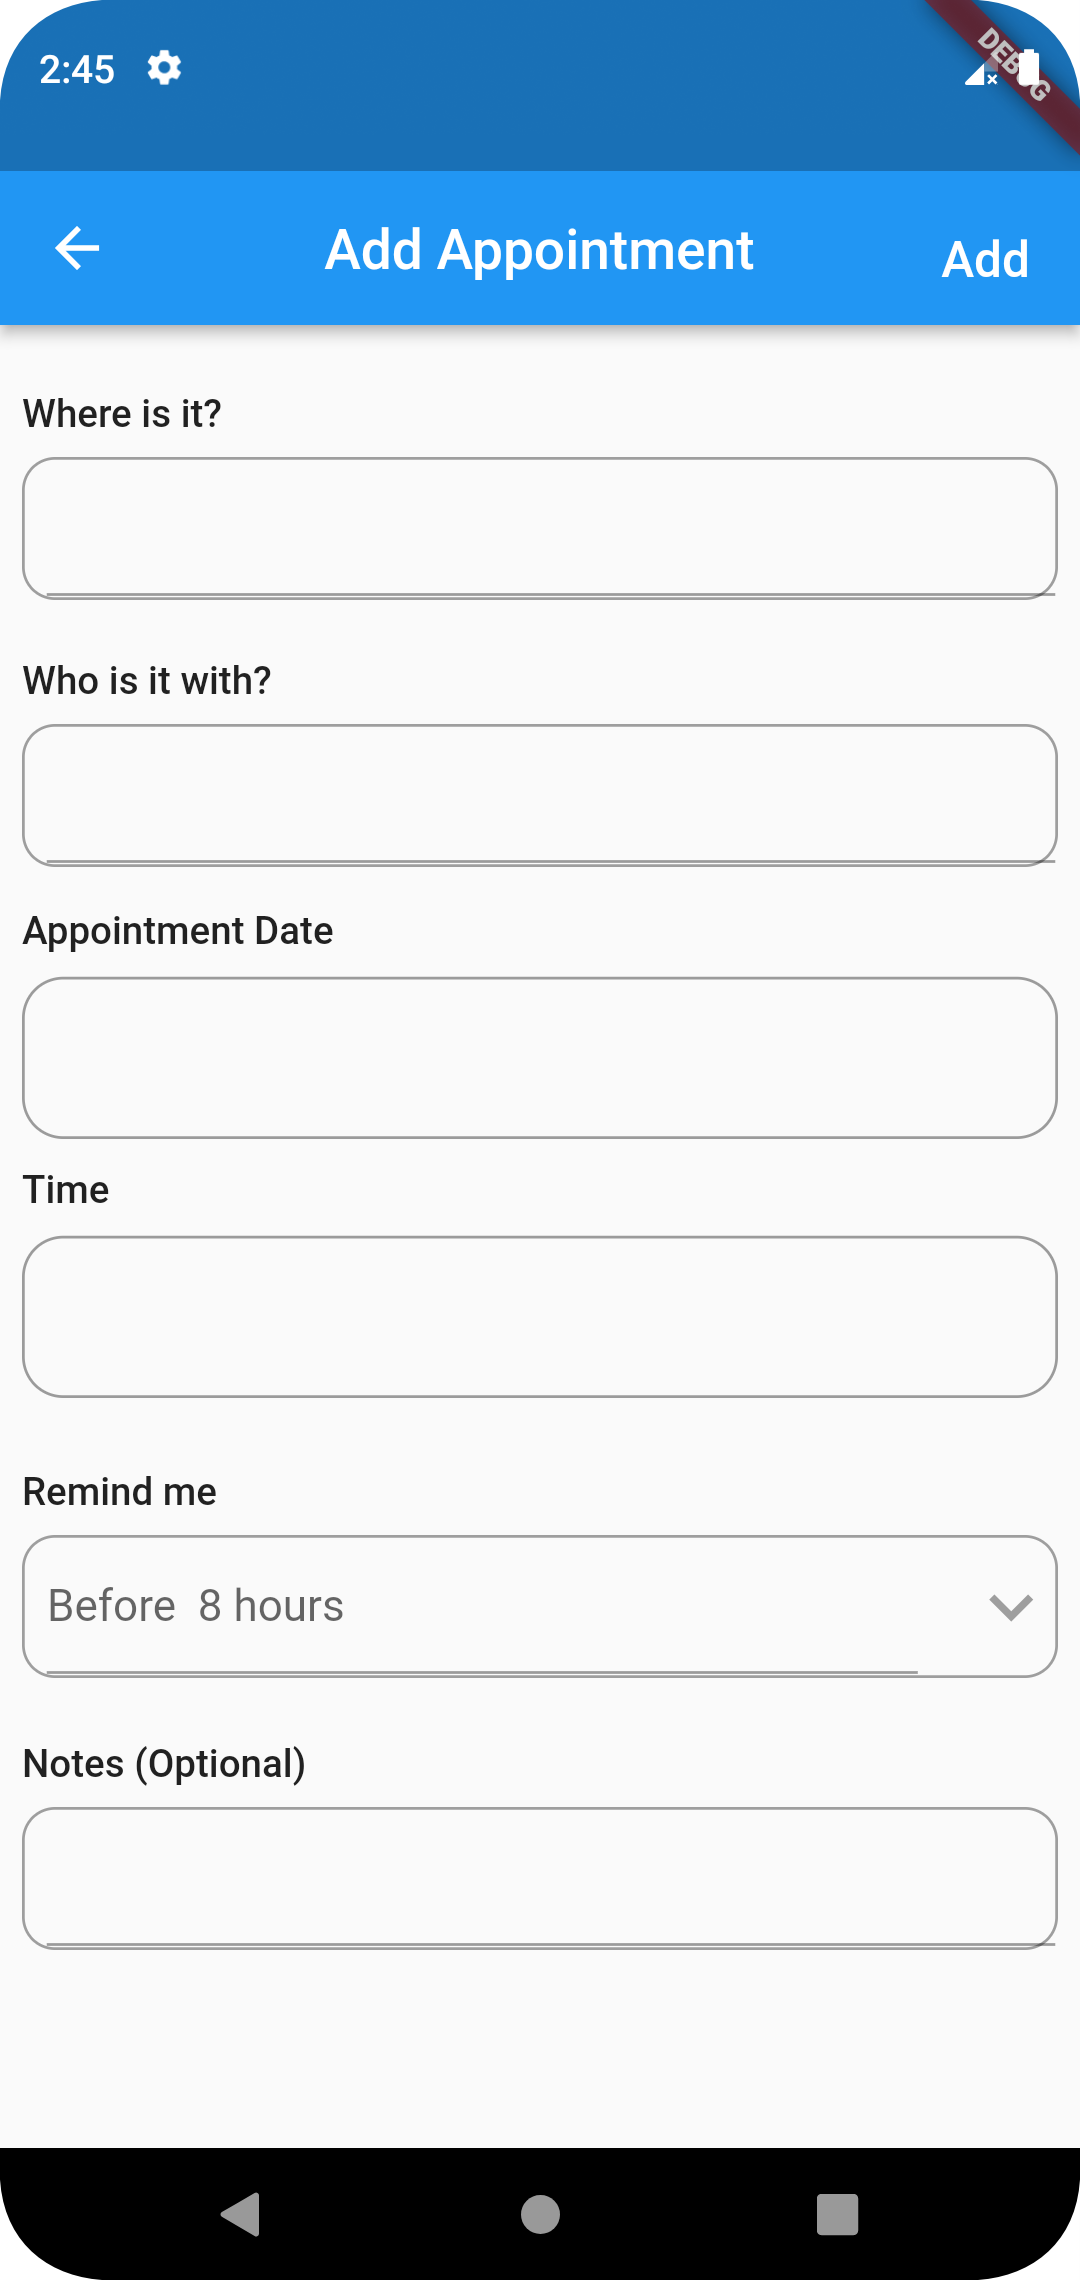 2:45
DEBUG
Add Appointment
Add
Where is it?
Who is it with?
Appointment Date
Time
Remind me
Before  8 hours
Notes (Optional)